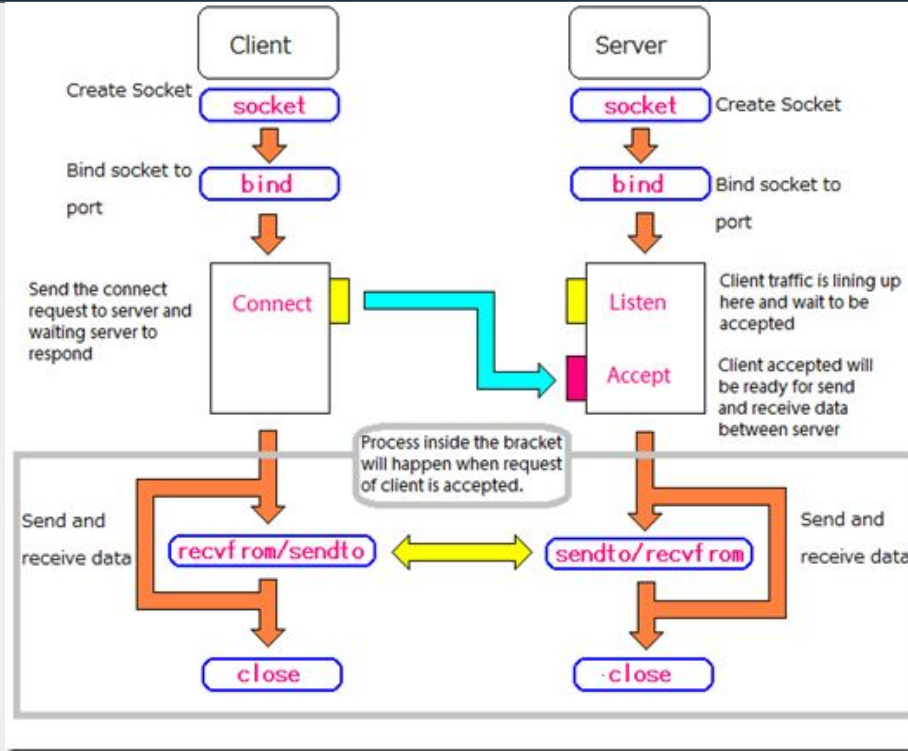 Client
Server
Create Socket
socket
socket
Create Socket
Bind socket to
port
bind
bind
Bind socket to
port
Send the connect
request to server and
waiting server to
respond
Connect
Listen
Client traffic is lining up
here and wait to be
accepted
Accept
Client accepted will
be ready for send
and receive data
between server
Process inside the bracket
will happen when request
of client is accepted.
Send and
receive data
recvfrom/sendto
sendto/recvfrom
Send and
receive data
close
close